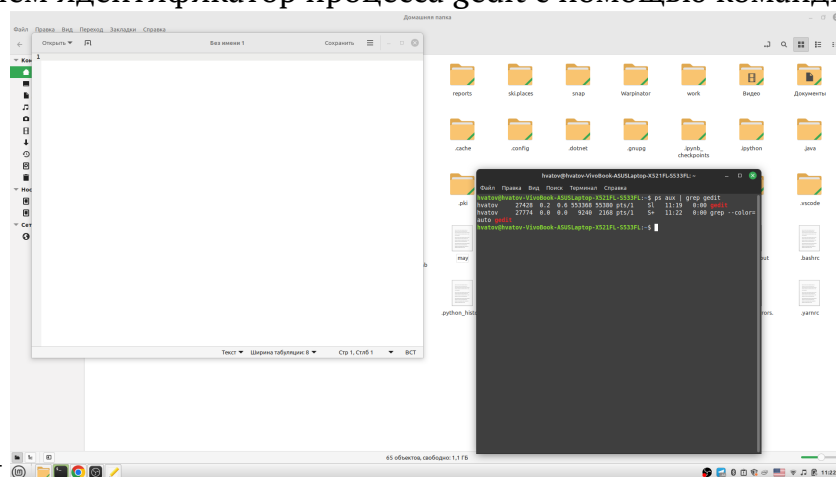 идентификатор процесса gedit с помощью
Домашняя папка
Файл Правка Вид Переход Закладки Справка
Открыть Без имени 1 Сохранить
1
reports ski.places snap Warpinator work Видео Документы
.cache .config .dotnet .gnupg .ipynb_checkpoints .ipython .java
hvatov@hvatov-VivoBook-ASUSLaptop-X521FL-S533FL: ~
Файл Правка Вид Поиск Терминал Справка
hvatov@hvatov-VivoBook-ASUSLaptop-X521FL-S533FL:~$ ps aux | grep gedit
hvatov 27428 0.2 0.6 553368 55380 pts/1 Sl 11:19 0:00 gedit
hvatov 27774 0.0 0.0 9240 2168 pts/1 S+ 11:22 0:00 grep --color=
auto gedit
hvatov@hvatov-VivoBook-ASUSLaptop-X521FL-S533FL:~$
.pki .vscode
may .bashrc
.yarnrc
Текст Ширина табуляции: 8 Стр 1, Стлб 1 ВСТ
65 объектов, свободно: 1,1 ГБ
11:22